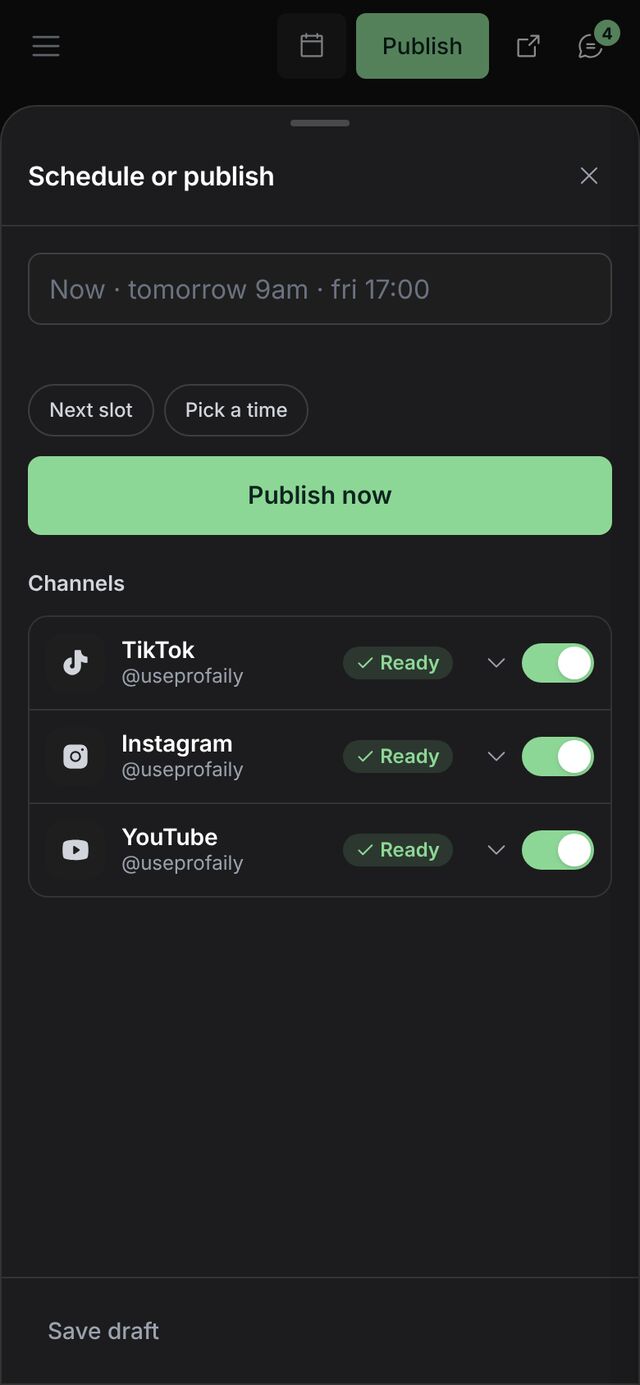 Publish
4
Schedule or publish
Now · tomorrow 9am · fri 17:00
Next slot
Pick a time
Publish now
Channels
TikTok
@useprofaily
Ready
Instagram
@useprofaily
Ready
YouTube
@useprofaily
Ready
Save draft